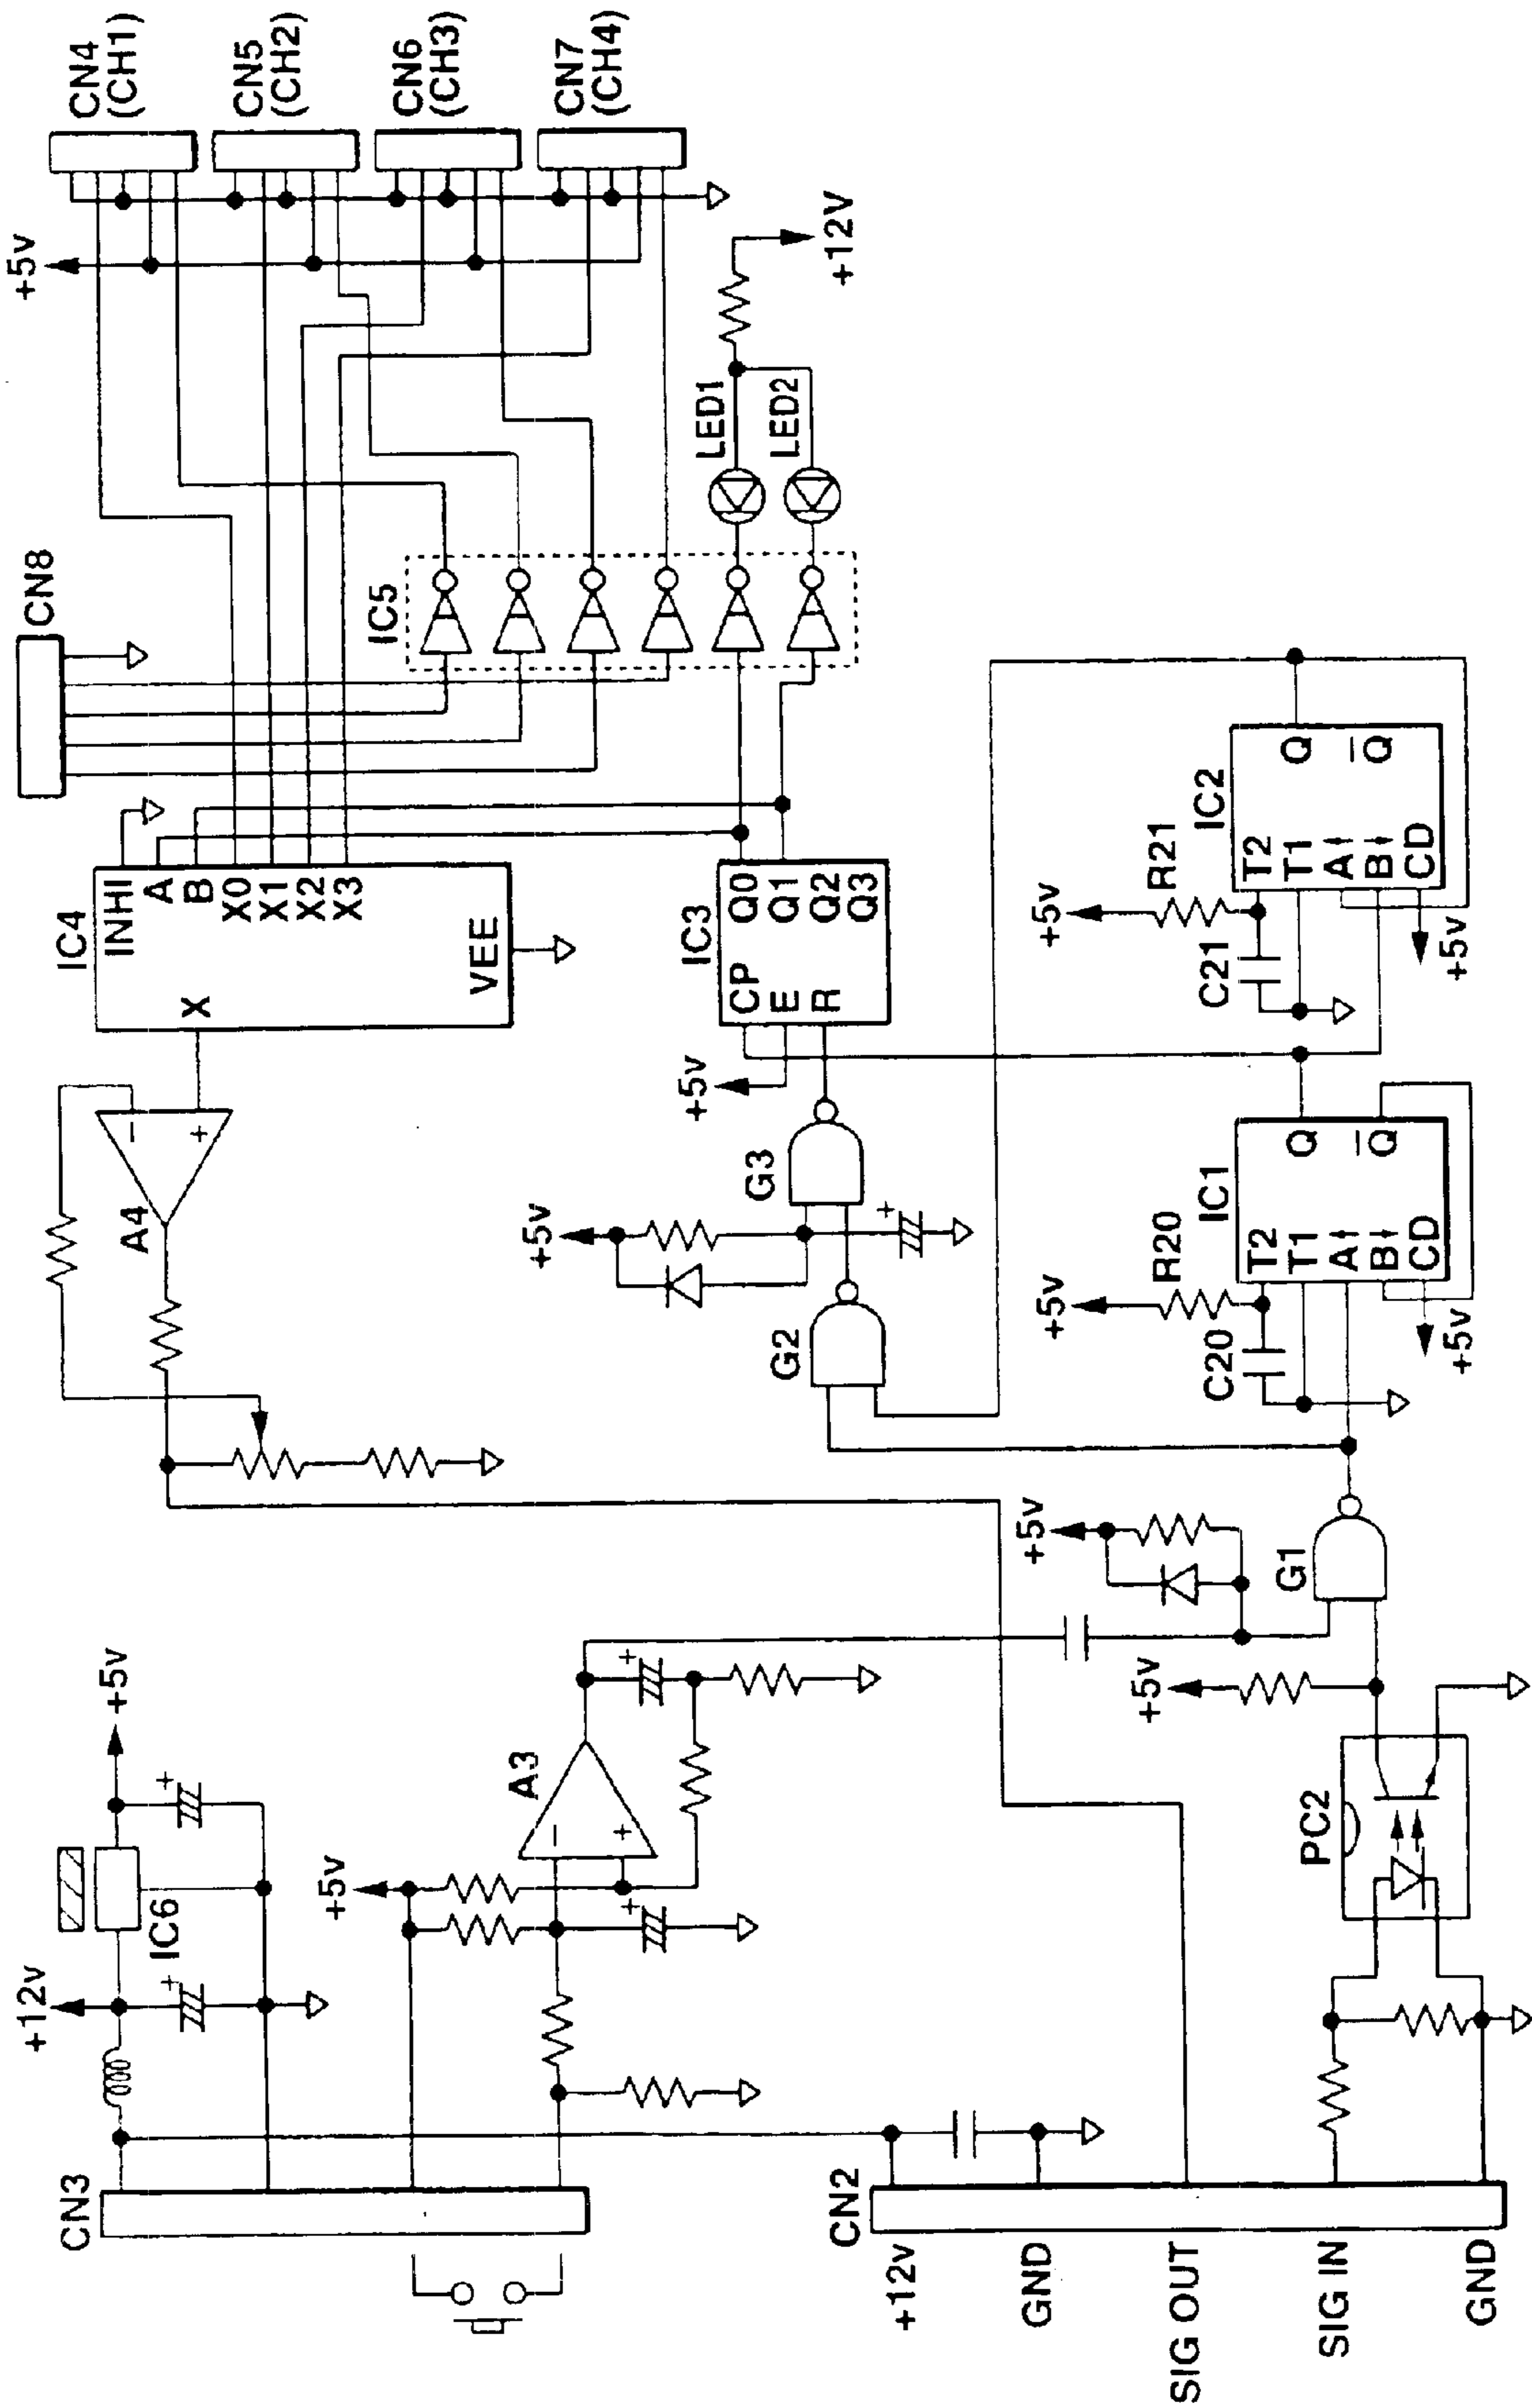 CN4
(CH1)
CN5
(CH2)
CN6
(CH3)
CN7
(CH4)
+5v
+12V
LED1
LED2
CN8
IC5
IC4
INHI
A
B
X0
X1
X2
X3
X
VEE
IC3
CP
E
R
Q0
Q1
Q2
Q3
+5v
IC2
T2
T1
A
B
CD
Q
Q
R21
C21
+5v
+5v
IC1
T2
T1
A
B
CD
Q
Q
R20
C20
+5v
+5v
A4
−
+
G3
+5v
+
G2
G1
+5v
+5v
+5v
+
IC6
+12v
+
A3
−
+
+
+5v
+
PC2
CN3
CN2
+12v
GND
SIG OUT
SIG IN
GND